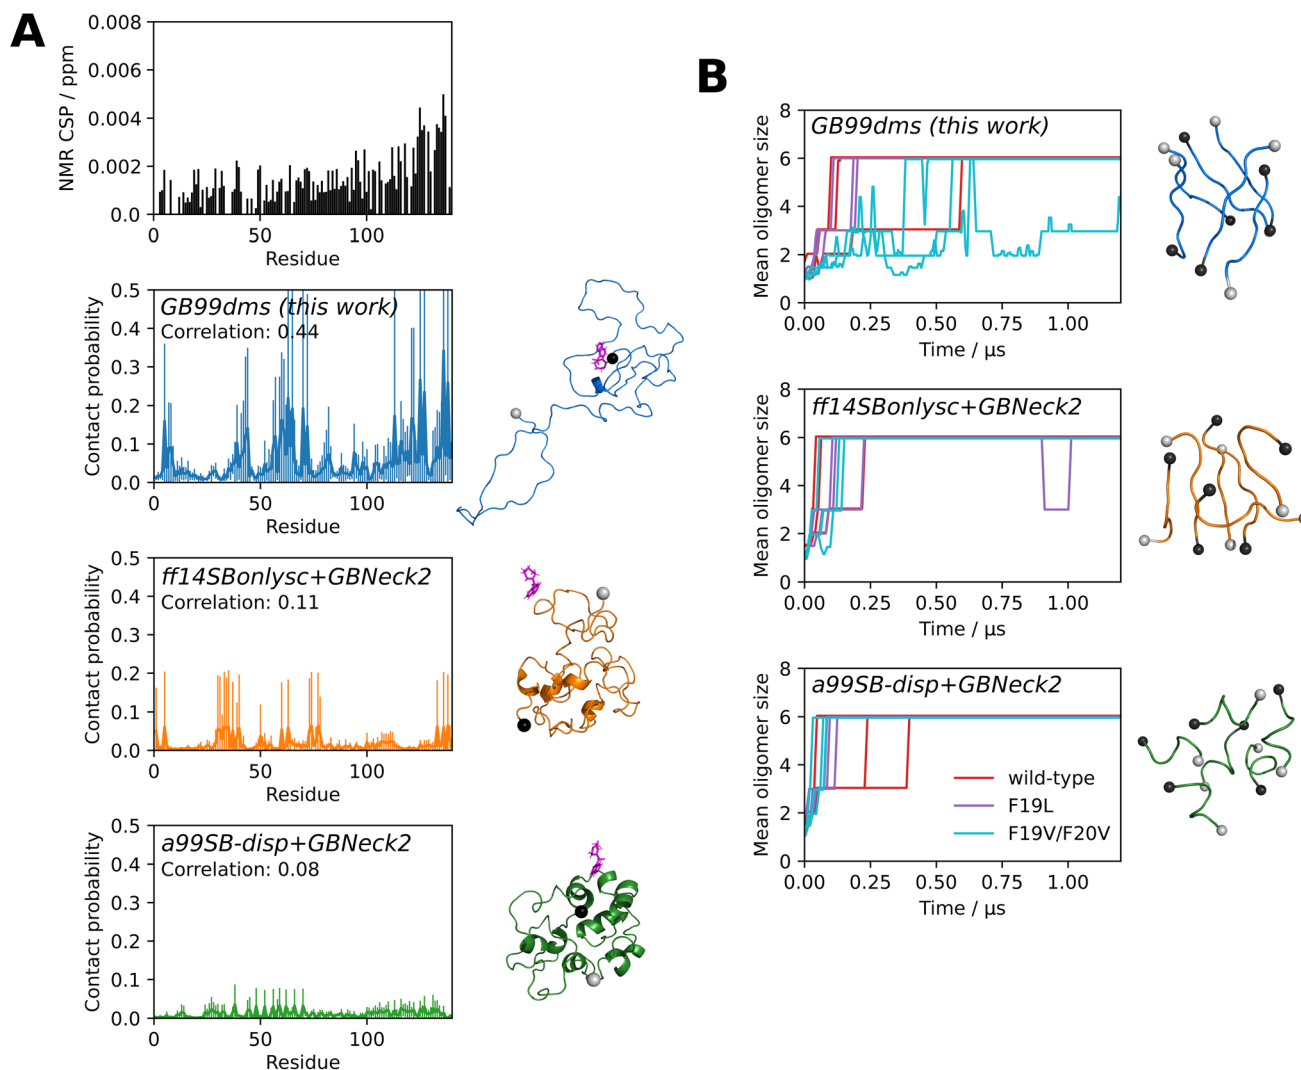 A
NMR CSP / ppm
0.008
0.006
0.004
0.002
0.0
0 50 100
Residue
Contact probability
0.5
0.4
0.3
0.2
0.1
0.0
GB99dms (this work)
Correlation: 0.44
0 50 100
Residue
Contact probability
0.5
0.4
0.3
0.2
0.1
0.0
ff14SBonlysc+GBNeck2
Correlation: 0.11
0 50 100
Residue
Contact probability
0.5
0.4
0.3
0.2
0.1
0.0
a99SB-disp+GBNeck2
Correlation: 0.08
0 50 100
Residue
B
Mean oligomer size
8
6
4
2
0
GB99dms (this work)
0.00 0.25 0.50 0.75 1.00
Time / μs
Mean oligomer size
8
6
4
2
0
ff14SBonlysc+GBNeck2
0.00 0.25 0.50 0.75 1.00
Time / μs
Mean oligomer size
8
6
4
2
0
a99SB-disp+GBNeck2
wild-type
F19L
F19V/F20V
0.00 0.25 0.50 0.75 1.00
Time / μs